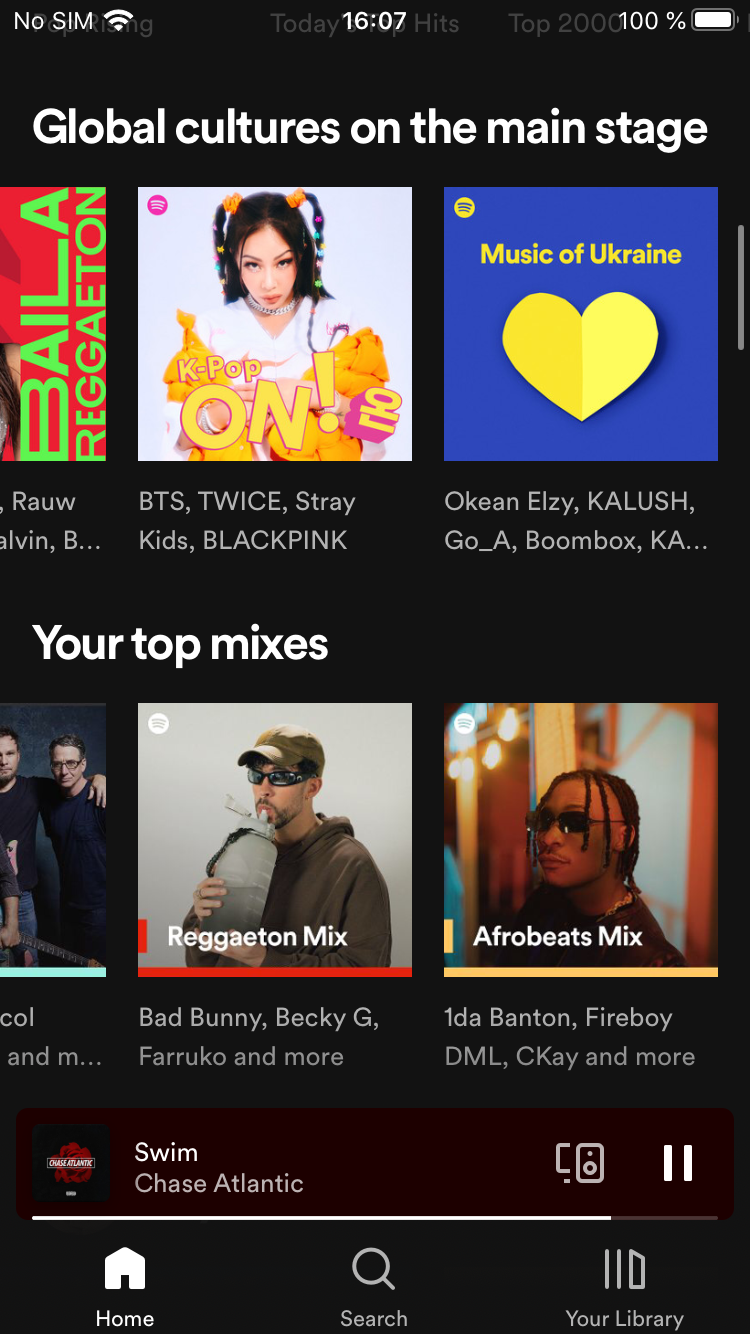 No SIM 16:07 100 %
Pop Rising Today's Top Hits Top 2000
Global cultures on the main stage
BAILA
REGGAETON
K-Pop
ON!
온
Music of Ukraine
, Rauw
alvin, B...
BTS, TWICE, Stray
Kids, BLACKPINK
Okean Elzy, KALUSH,
Go_A, Boombox, KA...
Your top mixes
Reggaeton Mix
Afrobeats Mix
col
and m...
Bad Bunny, Becky G,
Farruko and more
1da Banton, Fireboy
DML, CKay and more
CHASE ATLANTIC
Swim
Chase Atlantic
Home
Search
Your Library